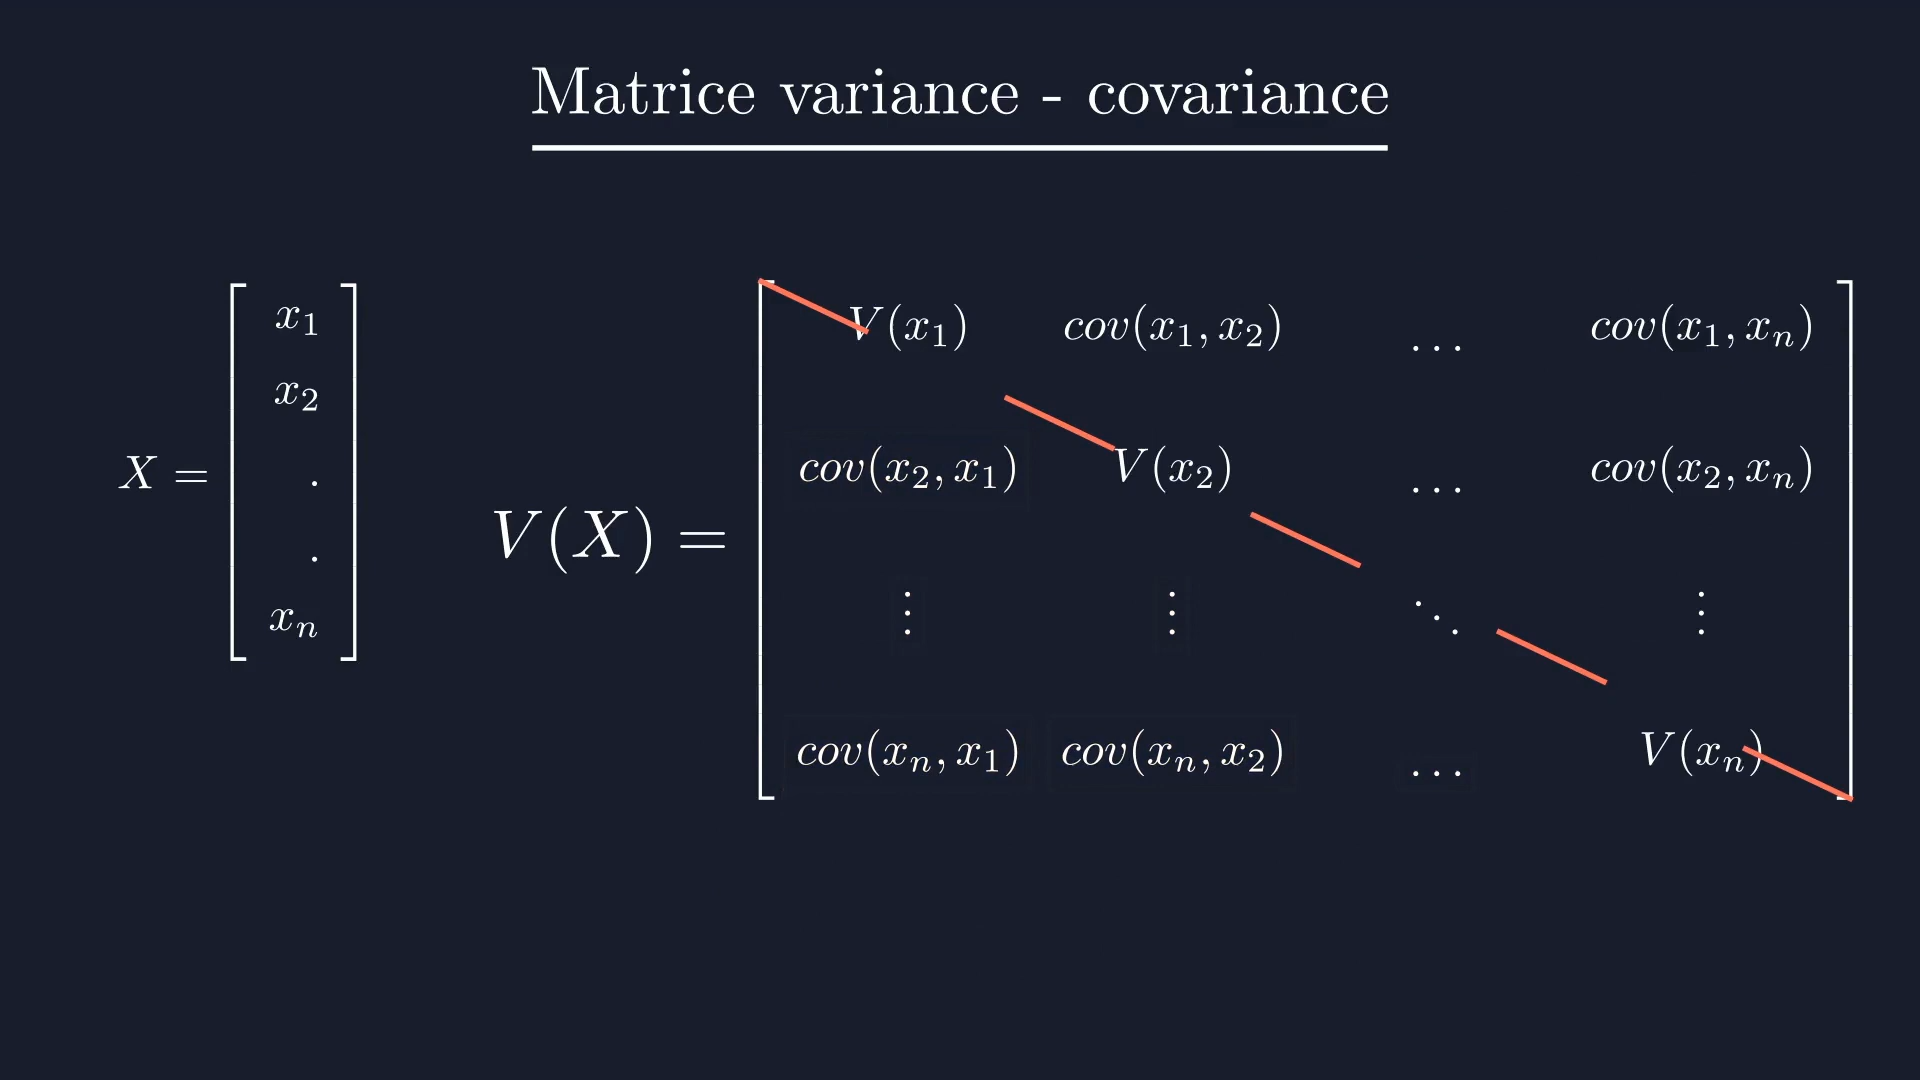 Matrice variance - covariance
X = [ x₁ x₂ . . xₙ ]
V(X) =
V(x₁) cov(x₁, x₂) … cov(x₁, xₙ)
cov(x₂, x₁) V(x₂) … cov(x₂, xₙ)
⋮ ⋮ ⋱ ⋮
cov(xₙ, x₁) cov(xₙ, x₂) … V(xₙ)